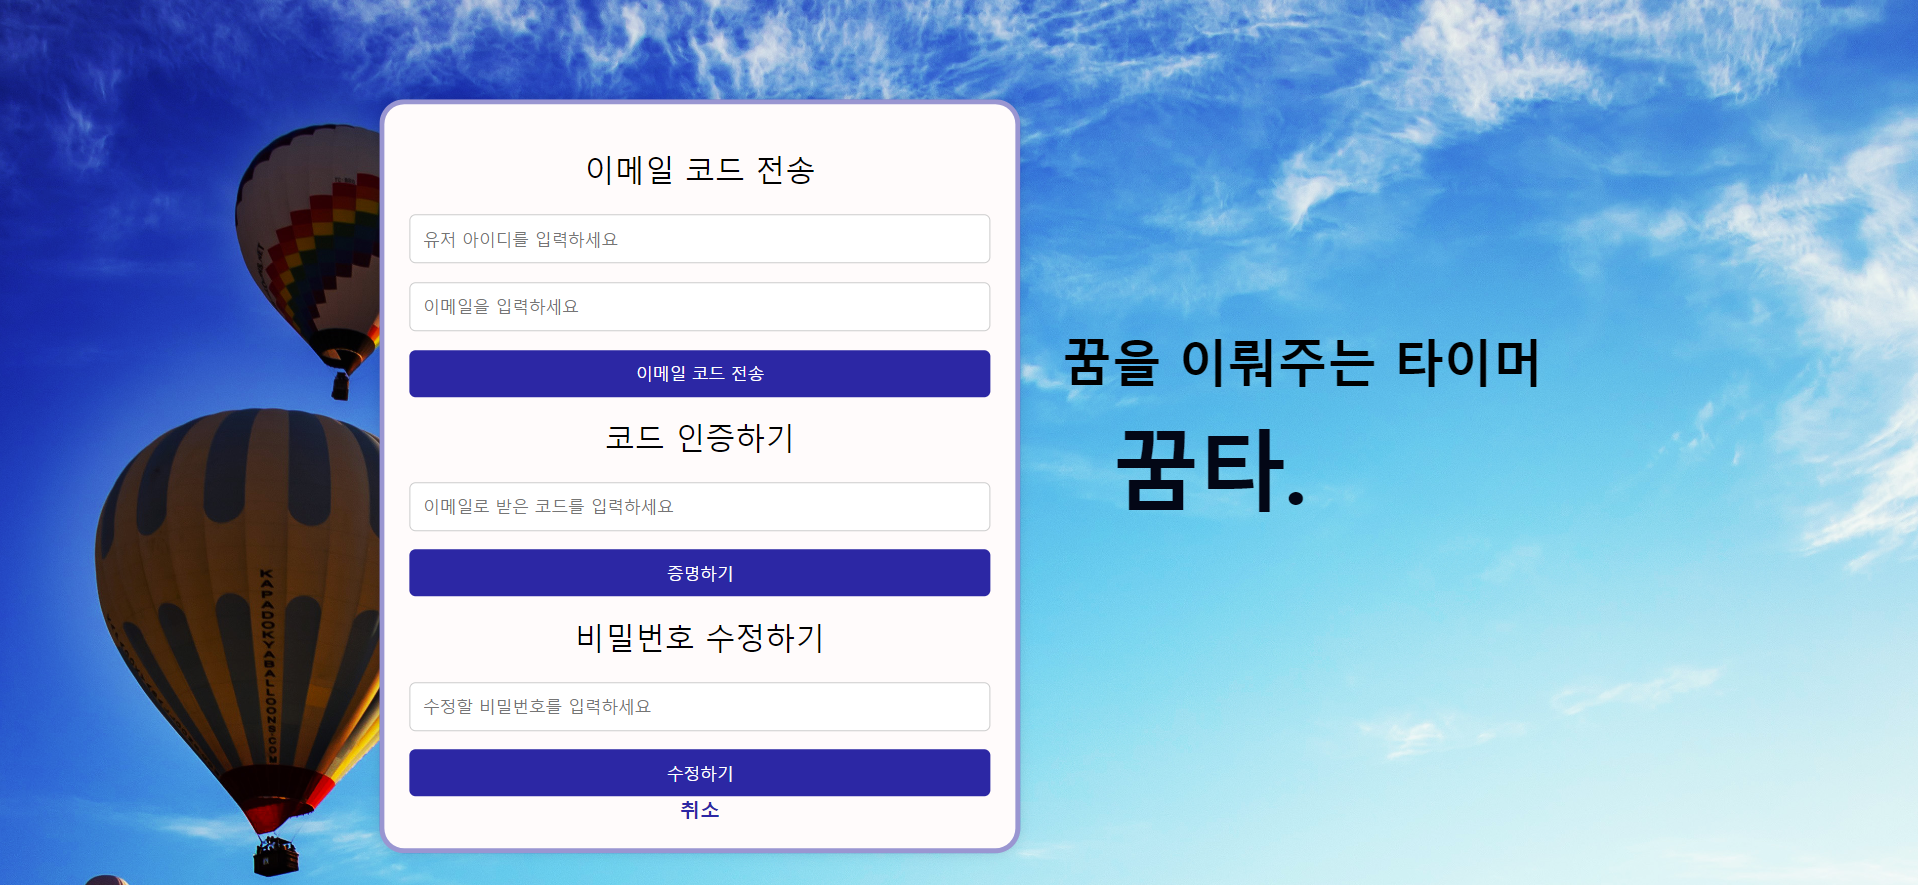 이메일 코드 전송
유저 아이디를 입력하세요
이메일을 입력하세요
이메일 코드 전송
코드 인증하기
이메일로 받은 코드를 입력하세요
증명하기
비밀번호 수정하기
수정할 비밀번호를 입력하세요
수정하기
취소
꿈을 이뤄주는 타이머
꿈타.
KAPADOKYABALLOONS.COM